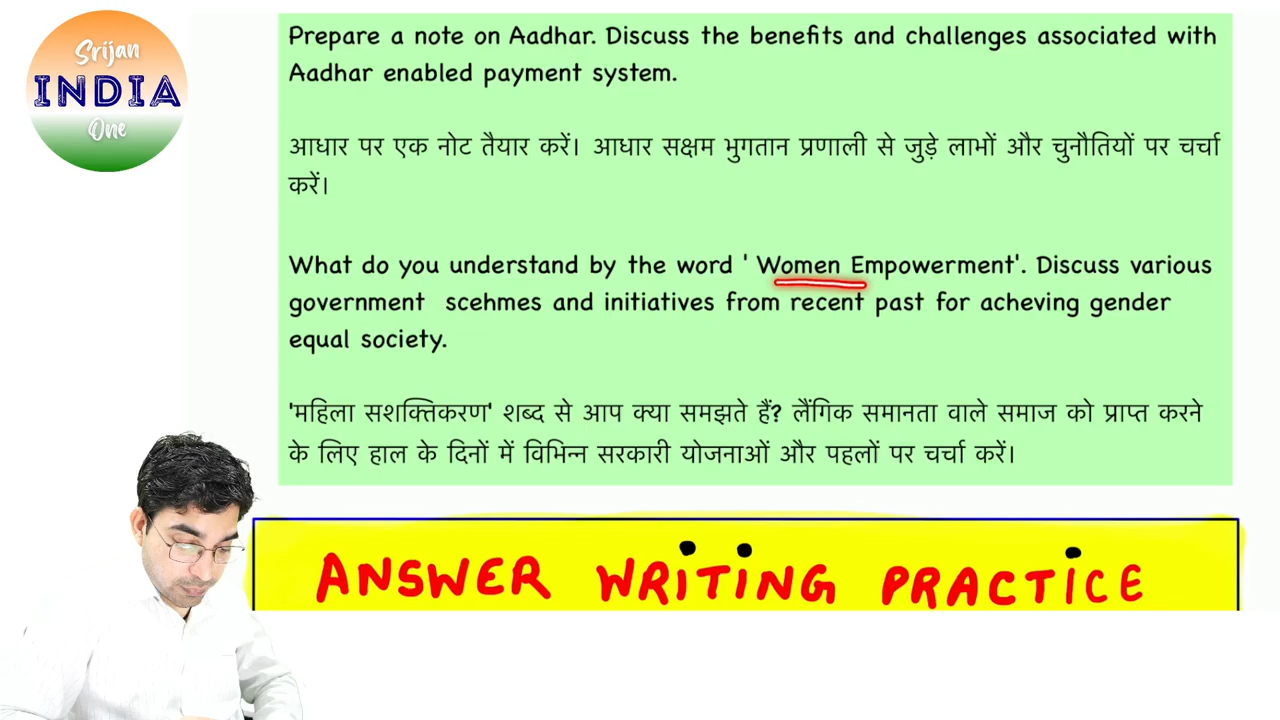 Srijan
INDIA
One
Prepare a note on Aadhar. Discuss the benefits and challenges associated with
Aadhar enabled payment system.
आधार पर एक नोट तैयार करें। आधार सक्षम भुगतान प्रणाली से जुड़े लाभों और चुनौतियों पर चर्चा
करें।
What do you understand by the word ' Women Empowerment'. Discuss various
government scehmes and initiatives from recent past for acheving gender
equal society.
'महिला सशक्तिकरण' शब्द से आप क्या समझते हैं? लैंगिक समानता वाले समाज को प्राप्त करने
के लिए हाल के दिनों में विभिन्न सरकारी योजनाओं और पहलों पर चर्चा करें।
ANSWER WRITING PRACTICE